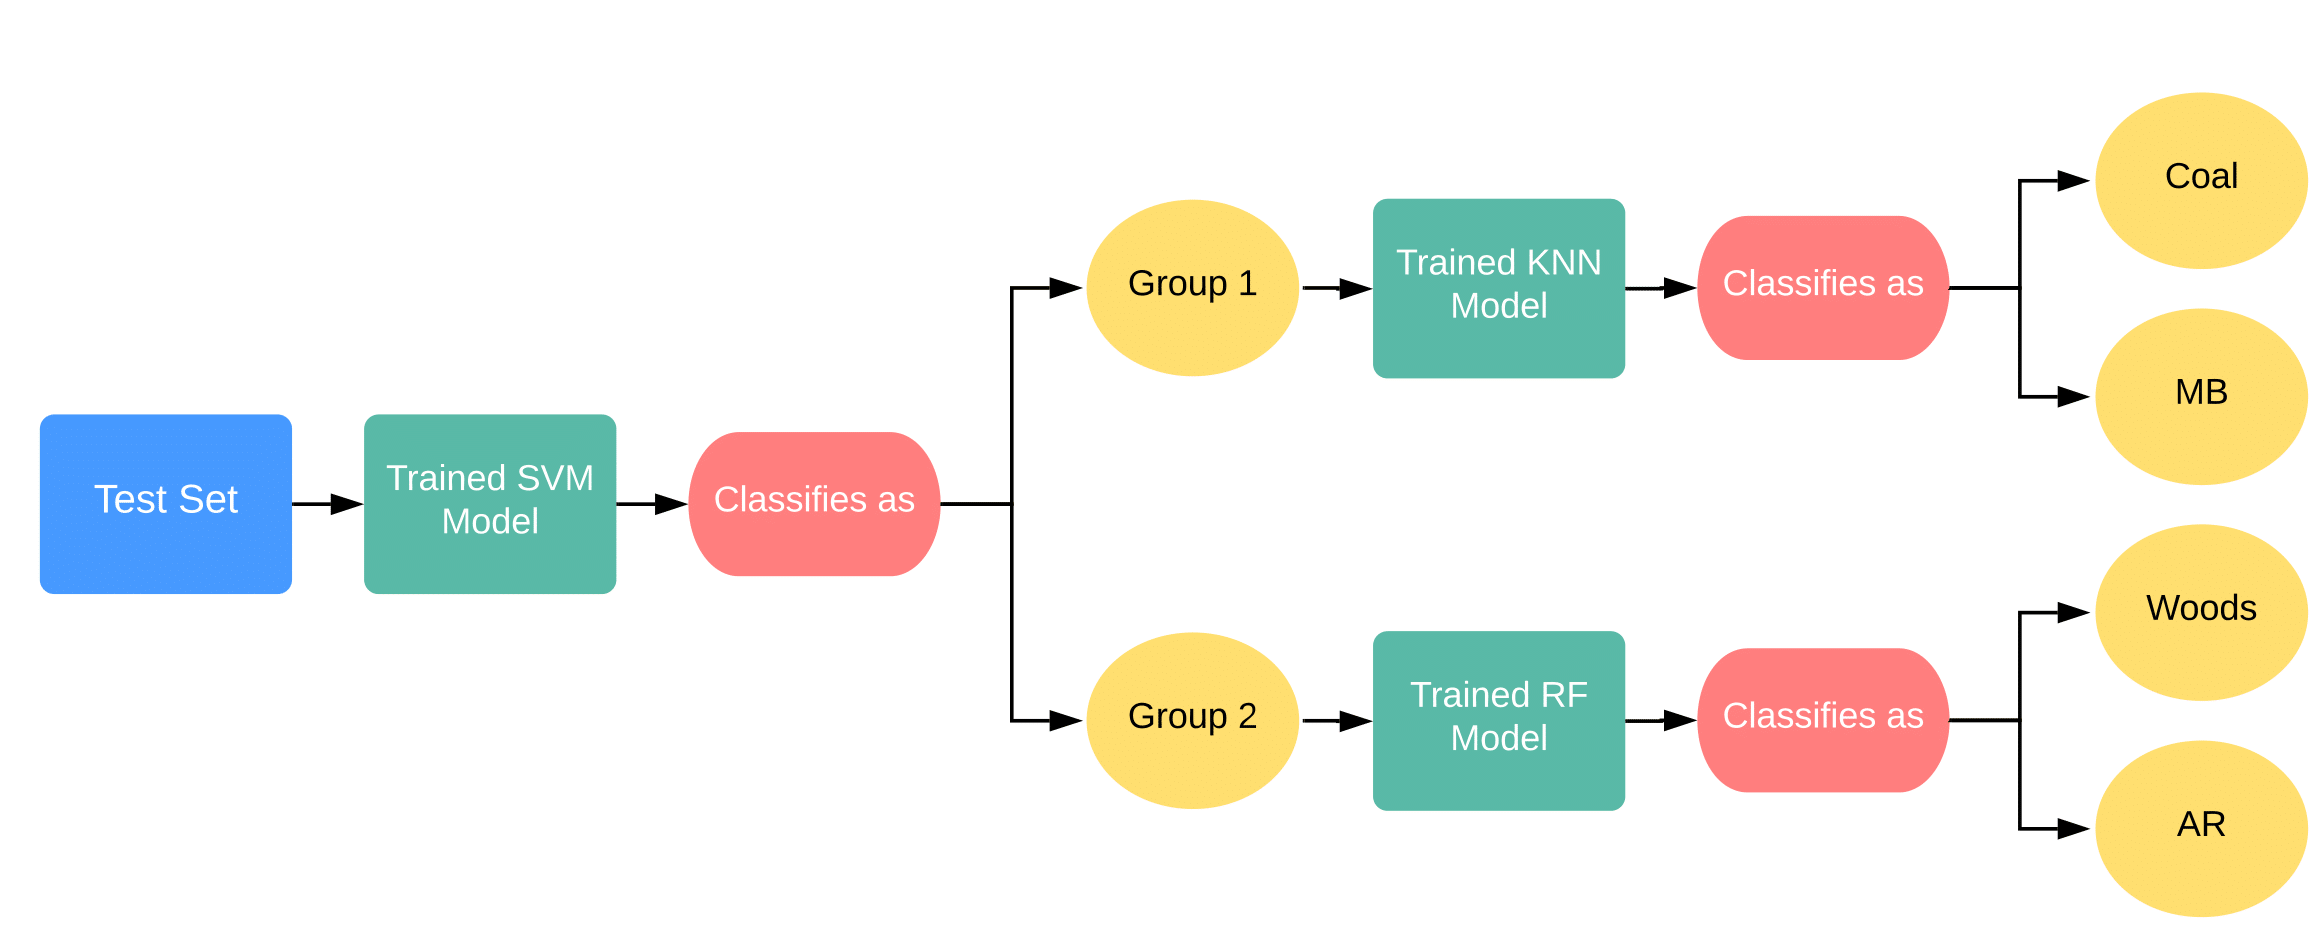 Test Set
Trained SVM
Model
Classifies as
Group 1
Trained KNN
Model
Classifies as
Coal
MB
Group 2
Trained RF
Model
Classifies as
Woods
AR